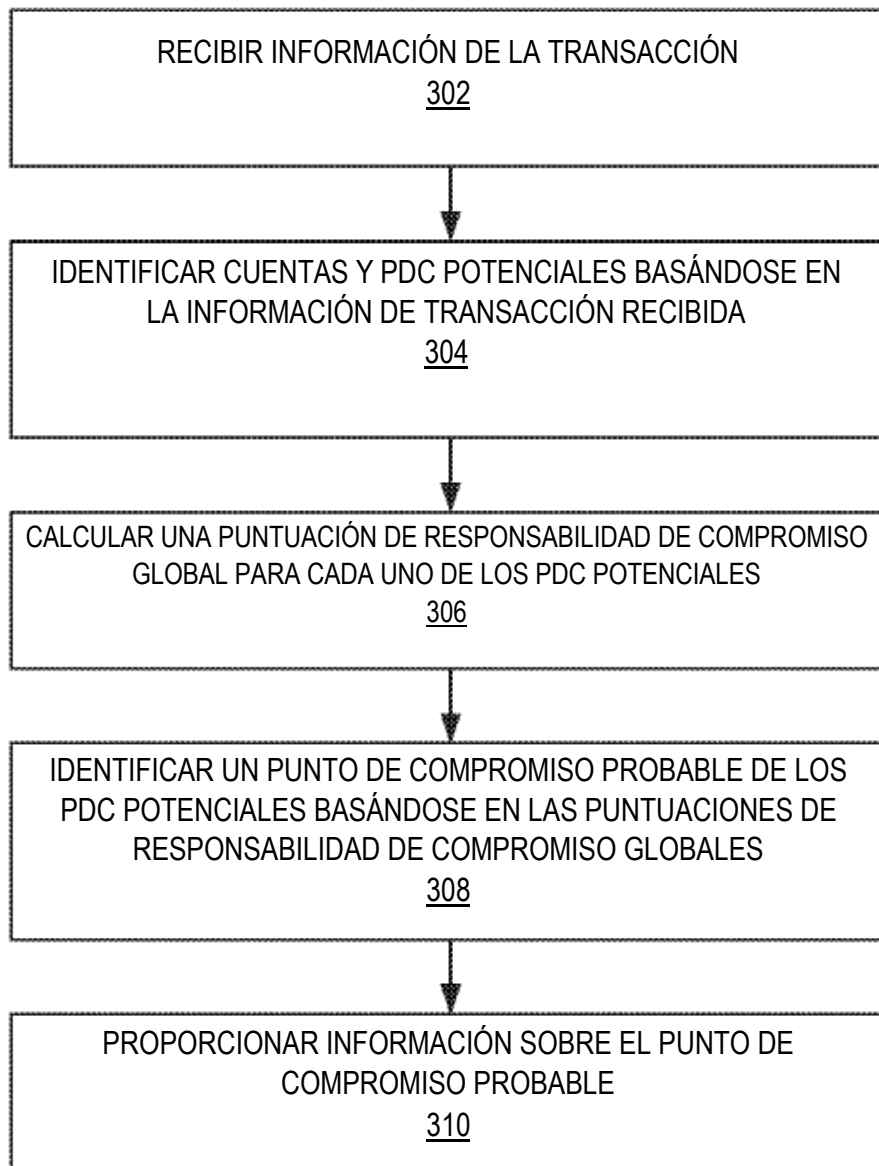 RECIBIR INFORMACIÓN DE LA TRANSACCIÓN
302
IDENTIFICAR CUENTAS Y PDC POTENCIALES BASÁNDOSE EN
LA INFORMACIÓN DE TRANSACCIÓN RECIBIDA
304
CALCULAR UNA PUNTUACIÓN DE RESPONSABILIDAD DE COMPROMISO
GLOBAL PARA CADA UNO DE LOS PDC POTENCIALES
306
IDENTIFICAR UN PUNTO DE COMPROMISO PROBABLE DE LOS
PDC POTENCIALES BASÁNDOSE EN LAS PUNTUACIONES DE
RESPONSABILIDAD DE COMPROMISO GLOBALES
308
PROPORCIONAR INFORMACIÓN SOBRE EL PUNTO DE
COMPROMISO PROBABLE
310